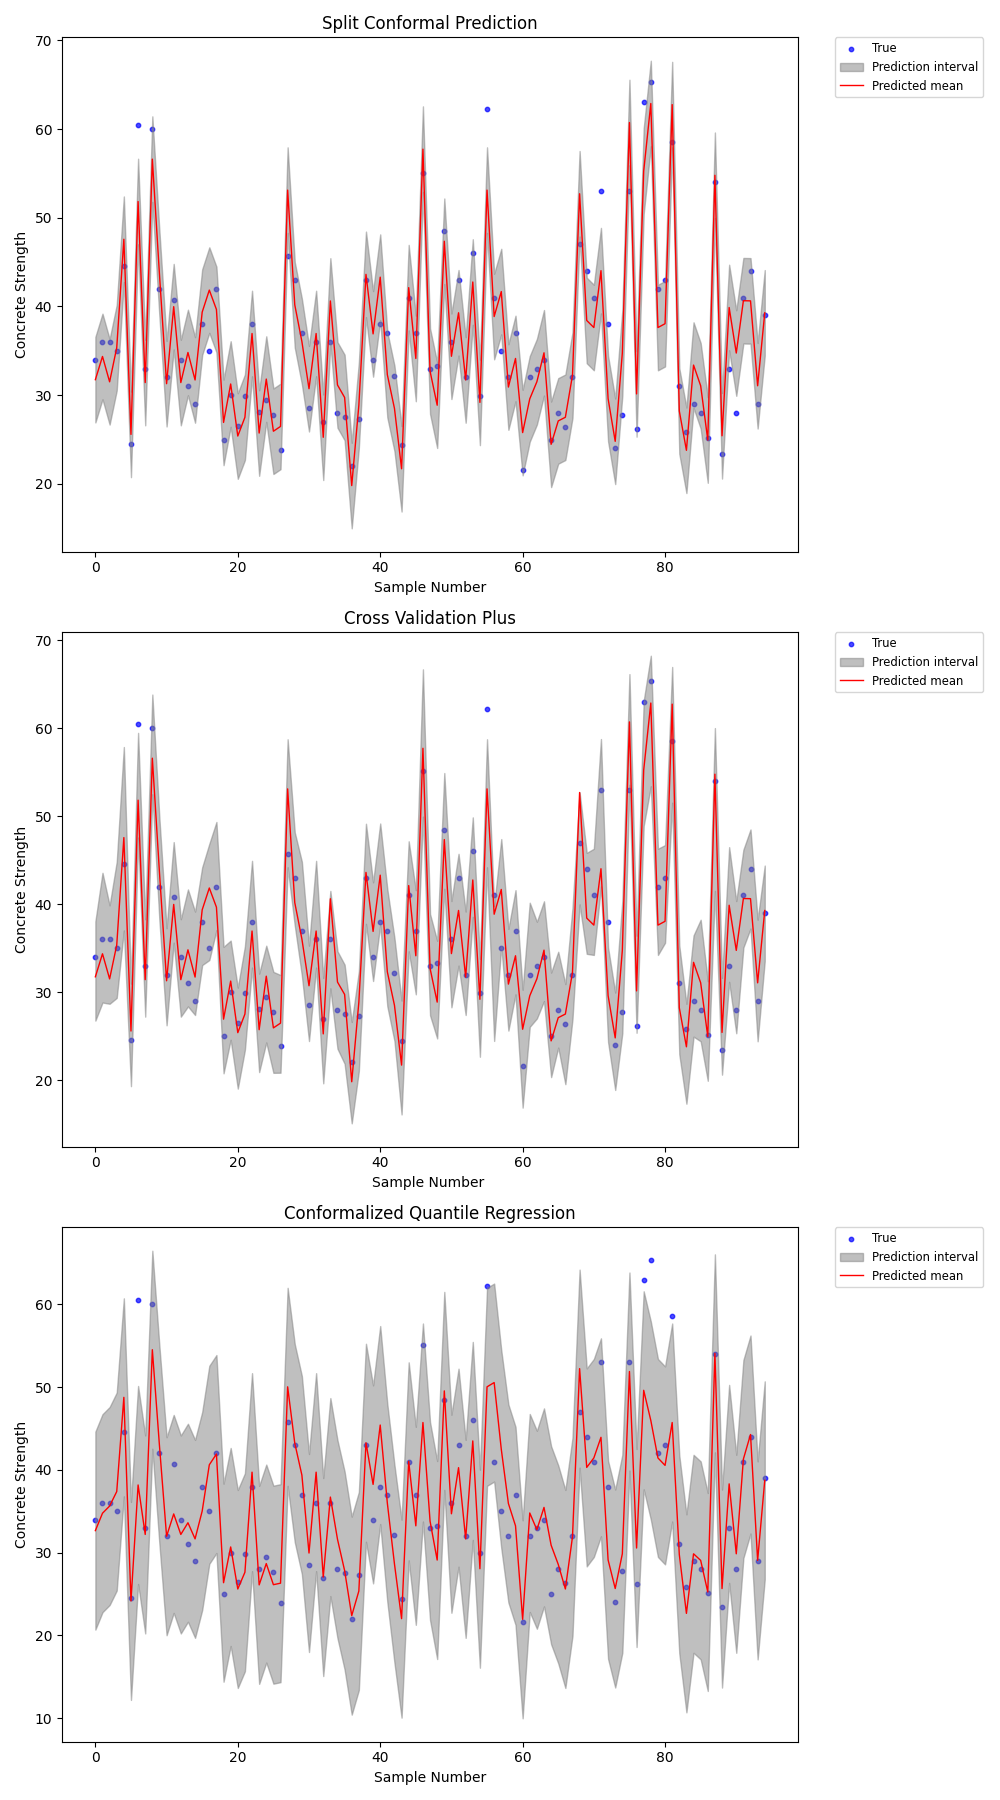 Split Conformal Prediction
70
60
50
40
30
20
Concrete Strength
0 20 40 60 80
Sample Number
True
Prediction interval
Predicted mean
Cross Validation Plus
70
60
50
40
30
20
Concrete Strength
0 20 40 60 80
Sample Number
True
Prediction interval
Predicted mean
Conformalized Quantile Regression
60
50
40
30
20
10
Concrete Strength
0 20 40 60 80
Sample Number
True
Prediction interval
Predicted mean